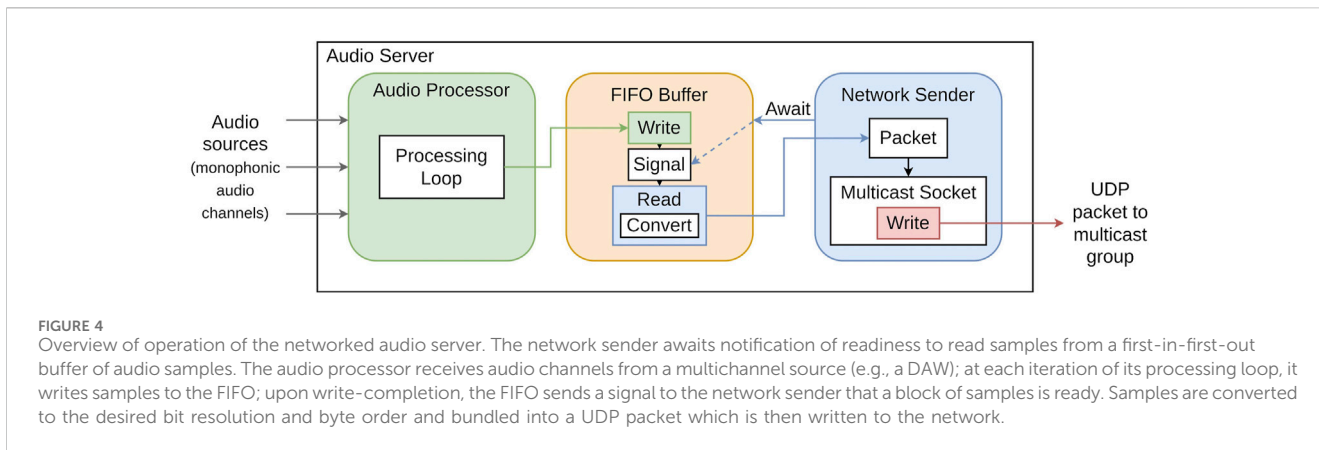 Audio Server
Audio
sources
(monophonic
audio
channels)
Audio Processor
Processing
Loop
FIFO Buffer
Write
Signal
Read
Convert
Await
Network Sender
Packet
Multicast Socket
Write
UDP
packet to
multicast
group
FIGURE 4
Overview of operation of the networked audio server. The network sender awaits notification of readiness to read samples from a first-in-first-out
buffer of audio samples. The audio processor receives audio channels from a multichannel source (e.g., a DAW); at each iteration of its processing loop, it
writes samples to the FIFO; upon write-completion, the FIFO sends a signal to the network sender that a block of samples is ready. Samples are converted
to the desired bit resolution and byte order and bundled into a UDP packet which is then written to the network.